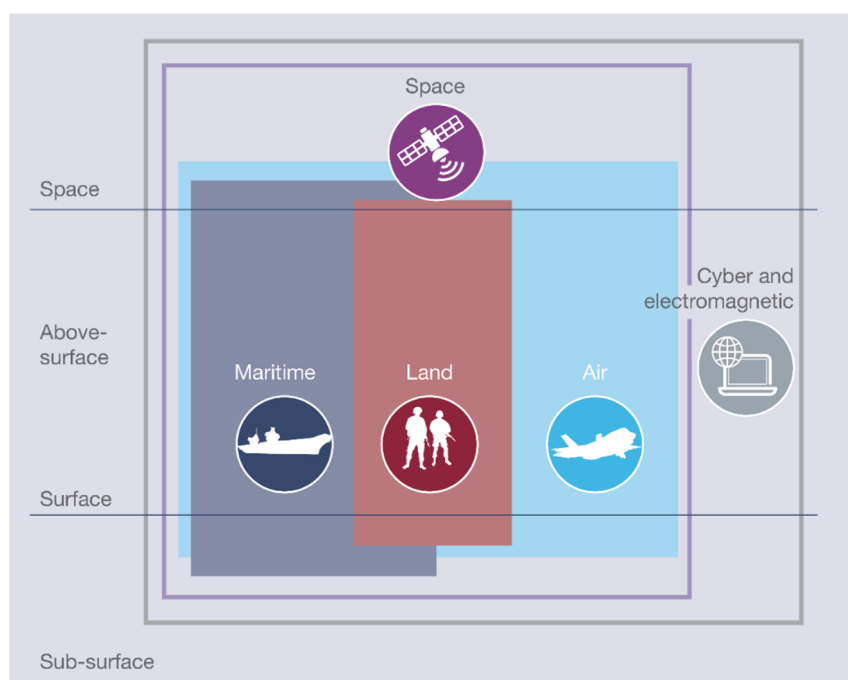 Space
Space
Cyber and
electromagnetic
Above-
surface
Maritime
Land
Air
Surface
Sub-surface